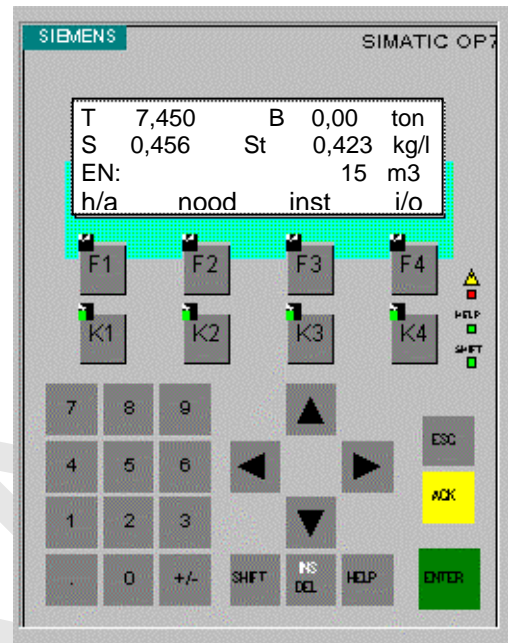 SIEMENS SIMATIC OP7
T 7,450 B 0,00 ton
S 0,456 St 0,423 kg/l
EN: 15 m3
h/a nood inst i/o
F1 F2 F3 F4
HELP
K1 K2 K3 K4
SHIFT
7 8 9
ESC
4 5 6
ACK
1 2 3
. 0 +/- SHIFT INS DEL HELP ENTER